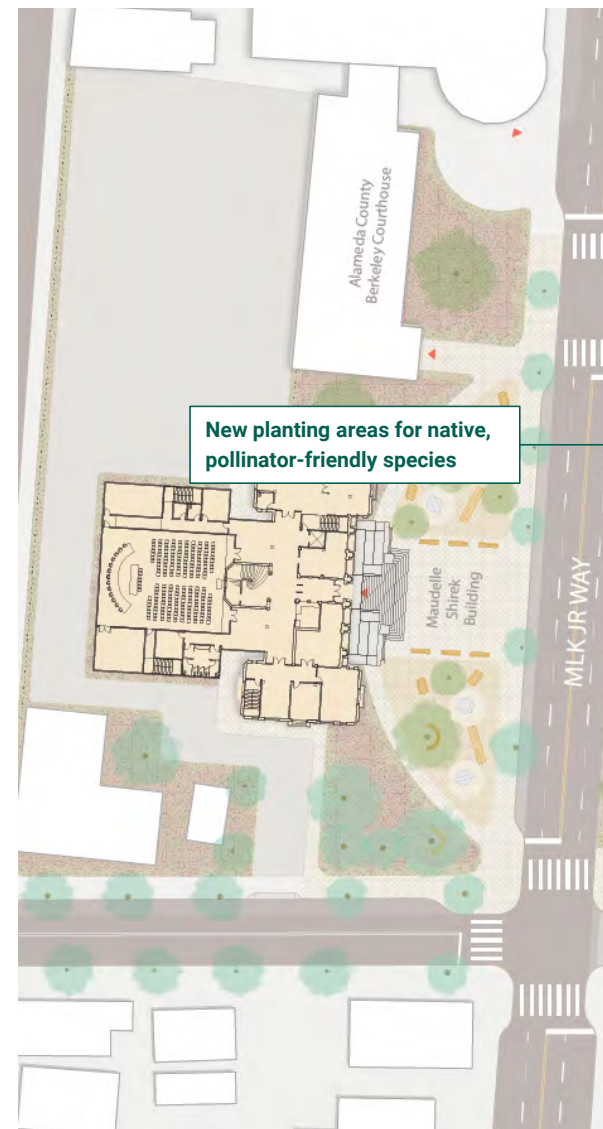 Alameda County
Berkeley Courthouse
New planting areas for native,
pollinator-friendly species
Maudelle
Shirek
Building
MLK JR WAY